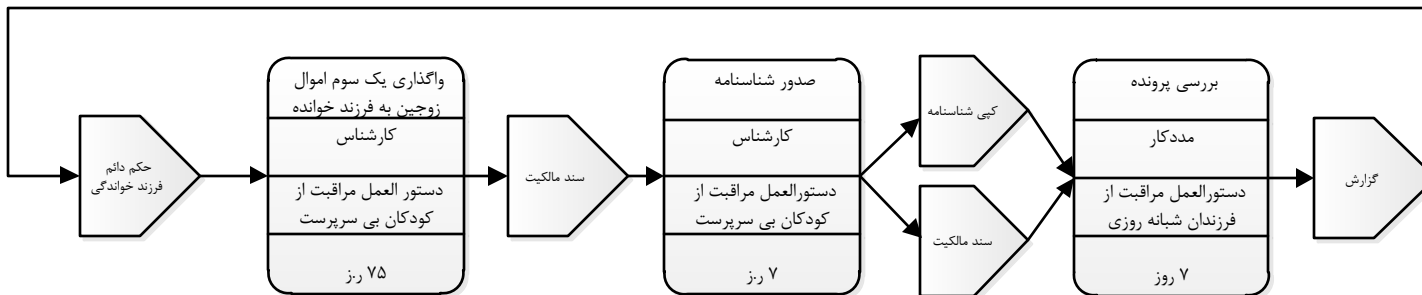 حکم دائم
فرزند خواندگی
واگذاری یک سوم اموال
زوجین به فرزند خوانده
کارشناس
دستور العمل مراقبت از
کودکان بی سرپرست
۷۵ ر.ز
سند مالکیت
صدور شناسنامه
کارشناس
دستورالعمل مراقبت از
کودکان بی سرپرست
۷ ر.ز
کپی شناسنامه
سند مالکیت
بررسی پرونده
مددکار
دستورالعمل مراقبت از
فرزندان شبانه روزی
۷ روز
گزارش